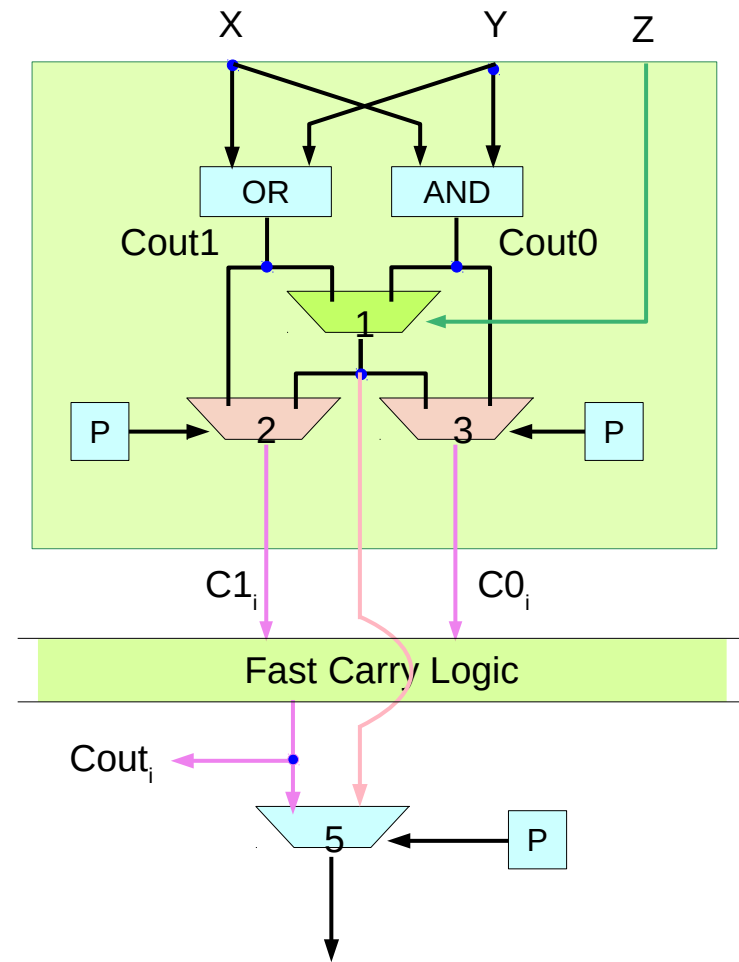 X Y Z
OR AND
Cout1 Cout0
1
P 2 3 P
C1i C0i
Fast Carry Logic
Couti
5 P